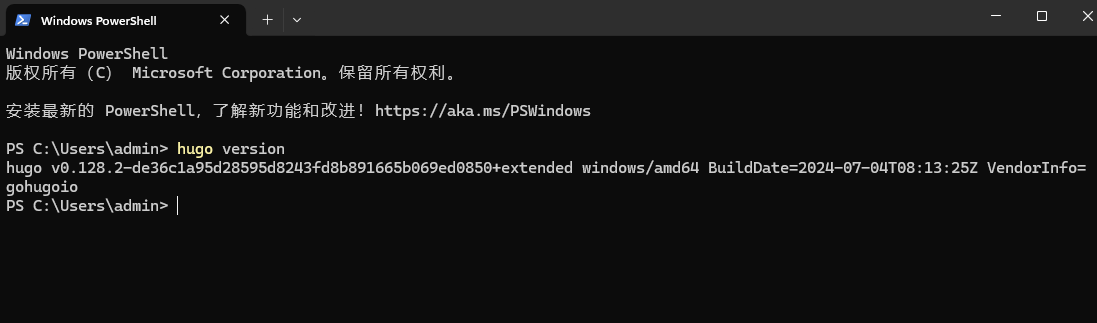 Windows PowerShell
Windows PowerShell
版权所有 (C) Microsoft Corporation。保留所有权利。
安装最新的 PowerShell，了解新功能和改进！https://aka.ms/PSWindows
PS C:\Users\admin> hugo version
hugo v0.128.2-de36c1a95d28595d8243fd8b891665b069ed0850+extended windows/amd64 BuildDate=2024-07-04T08:13:25Z VendorInfo=
gohugoio
PS C:\Users\admin>